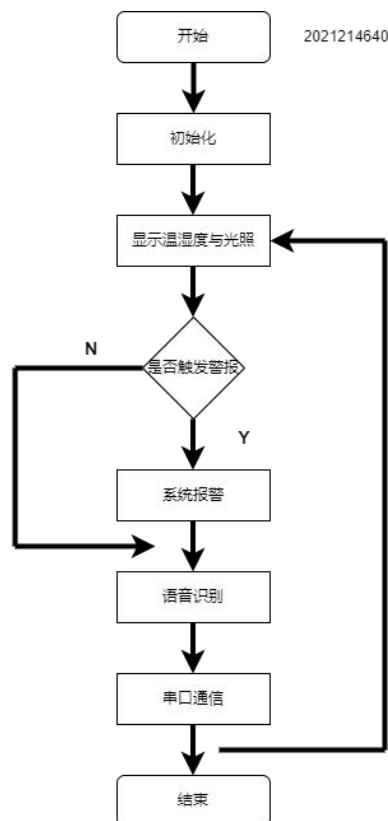 开始
2021214640
初始化
显示温湿度与光照
是否触发警报
N
Y
系统报警
语音识别
串口通信
结束